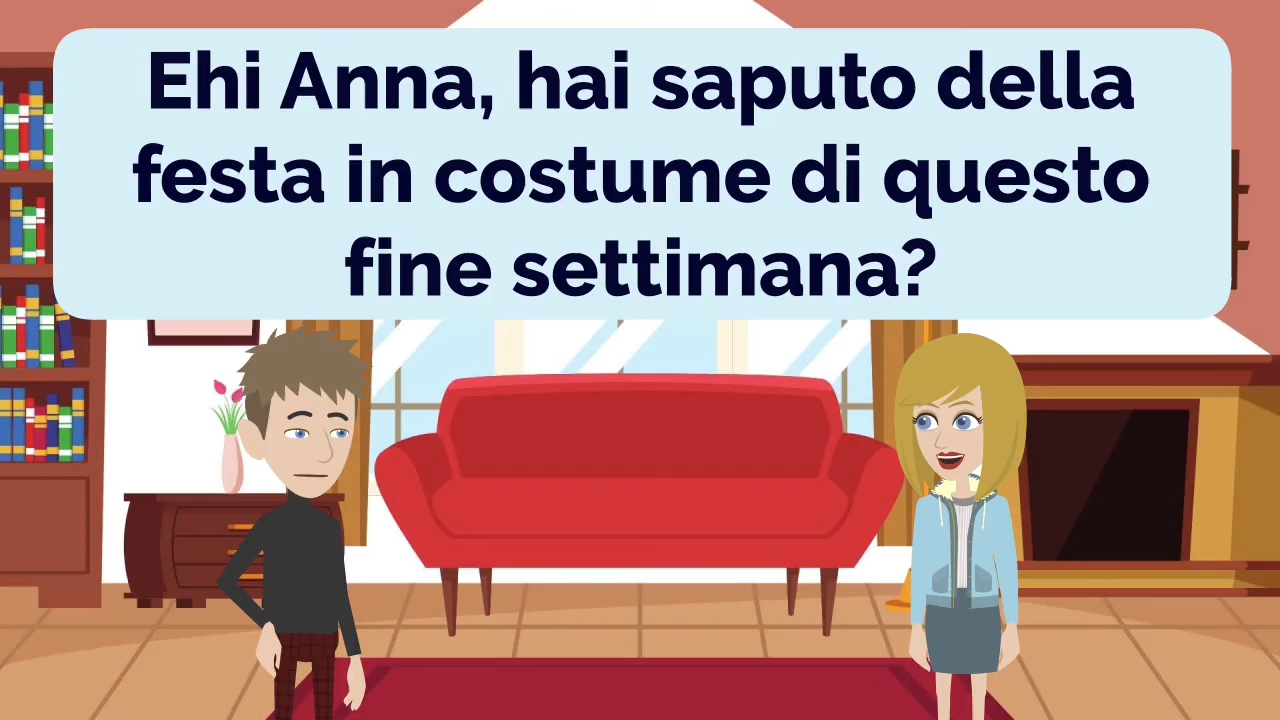 Ehi Anna, hai saputo della
festa in costume di questo
fine settimana?